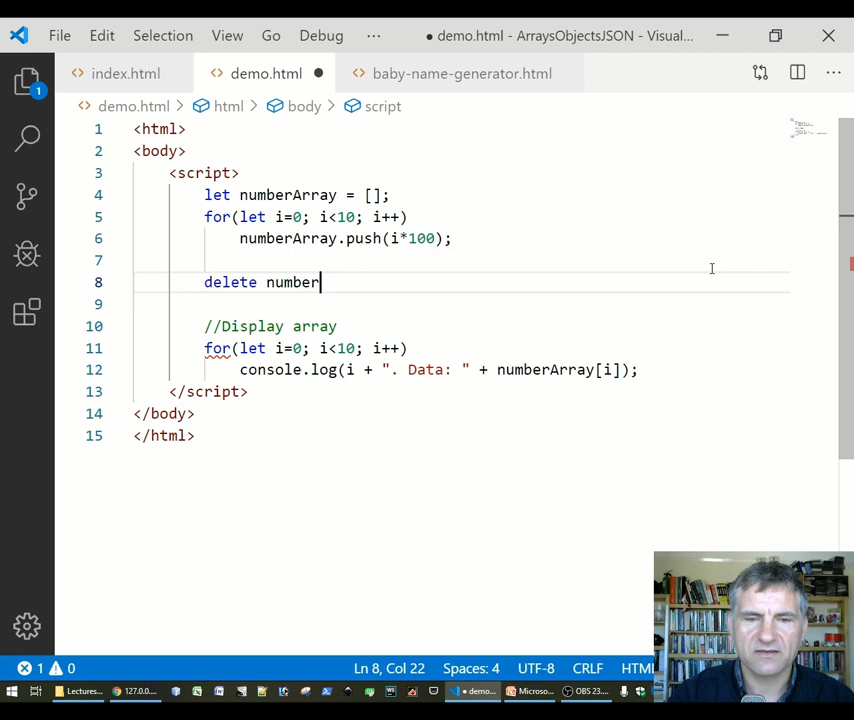 File Edit Selection View Go Debug ··· ● demo.html - ArraysObjectsJSON - Visual...
index.html demo.html ● baby-name-generator.html ···
demo.html > html > body > script
1 <html>
2 <body>
3 <script>
4 let numberArray = [];
5 for(let i=0; i<10; i++)
6 numberArray.push(i*100);
7
8 delete number
9
10 //Display array
11 for(let i=0; i<10; i++)
12 console.log(i + ". Data: " + numberArray[i]);
13 </script>
14 </body>
15 </html>
1
1 0 Ln 8, Col 22 Spaces: 4 UTF-8 CRLF HTML
Lectures... 127.0.0... ● demo... Microso... OBS 23....